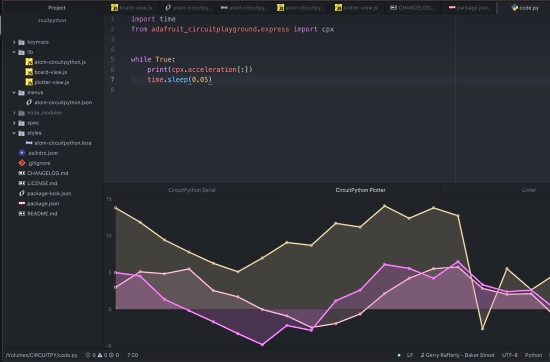 Project
board-view.js
atom-circuitpy...
atom-circuitpy...
atom-circuitpy...
plotter-view.js
CHANGELOG....
package.json
code.py
rcuitpython
keymaps
lib
atom-circuitpython.js
board-view.js
plotter-view.js
menus
atom-circuitpython.json
node_modules
spec
styles
atom-circuitpython.less
.eslintrc.json
.gitignore
CHANGELOG.md
LICENSE.md
package-lock.json
package.json
README.md
1 import time
2 from adafruit_circuitplayground.express import cpx
3
4
5 while True:
6 print(cpx.acceleration[:])
7 time.sleep(0.05)
8
CircuitPython Serial
CircuitPython Plotter
Linter
15
10
5
0
-5
/Volumes/CIRCUITPY/code.py
0
0
0
7:20
LF
♫ Gerry Rafferty - Baker Street
UTF-8
Python